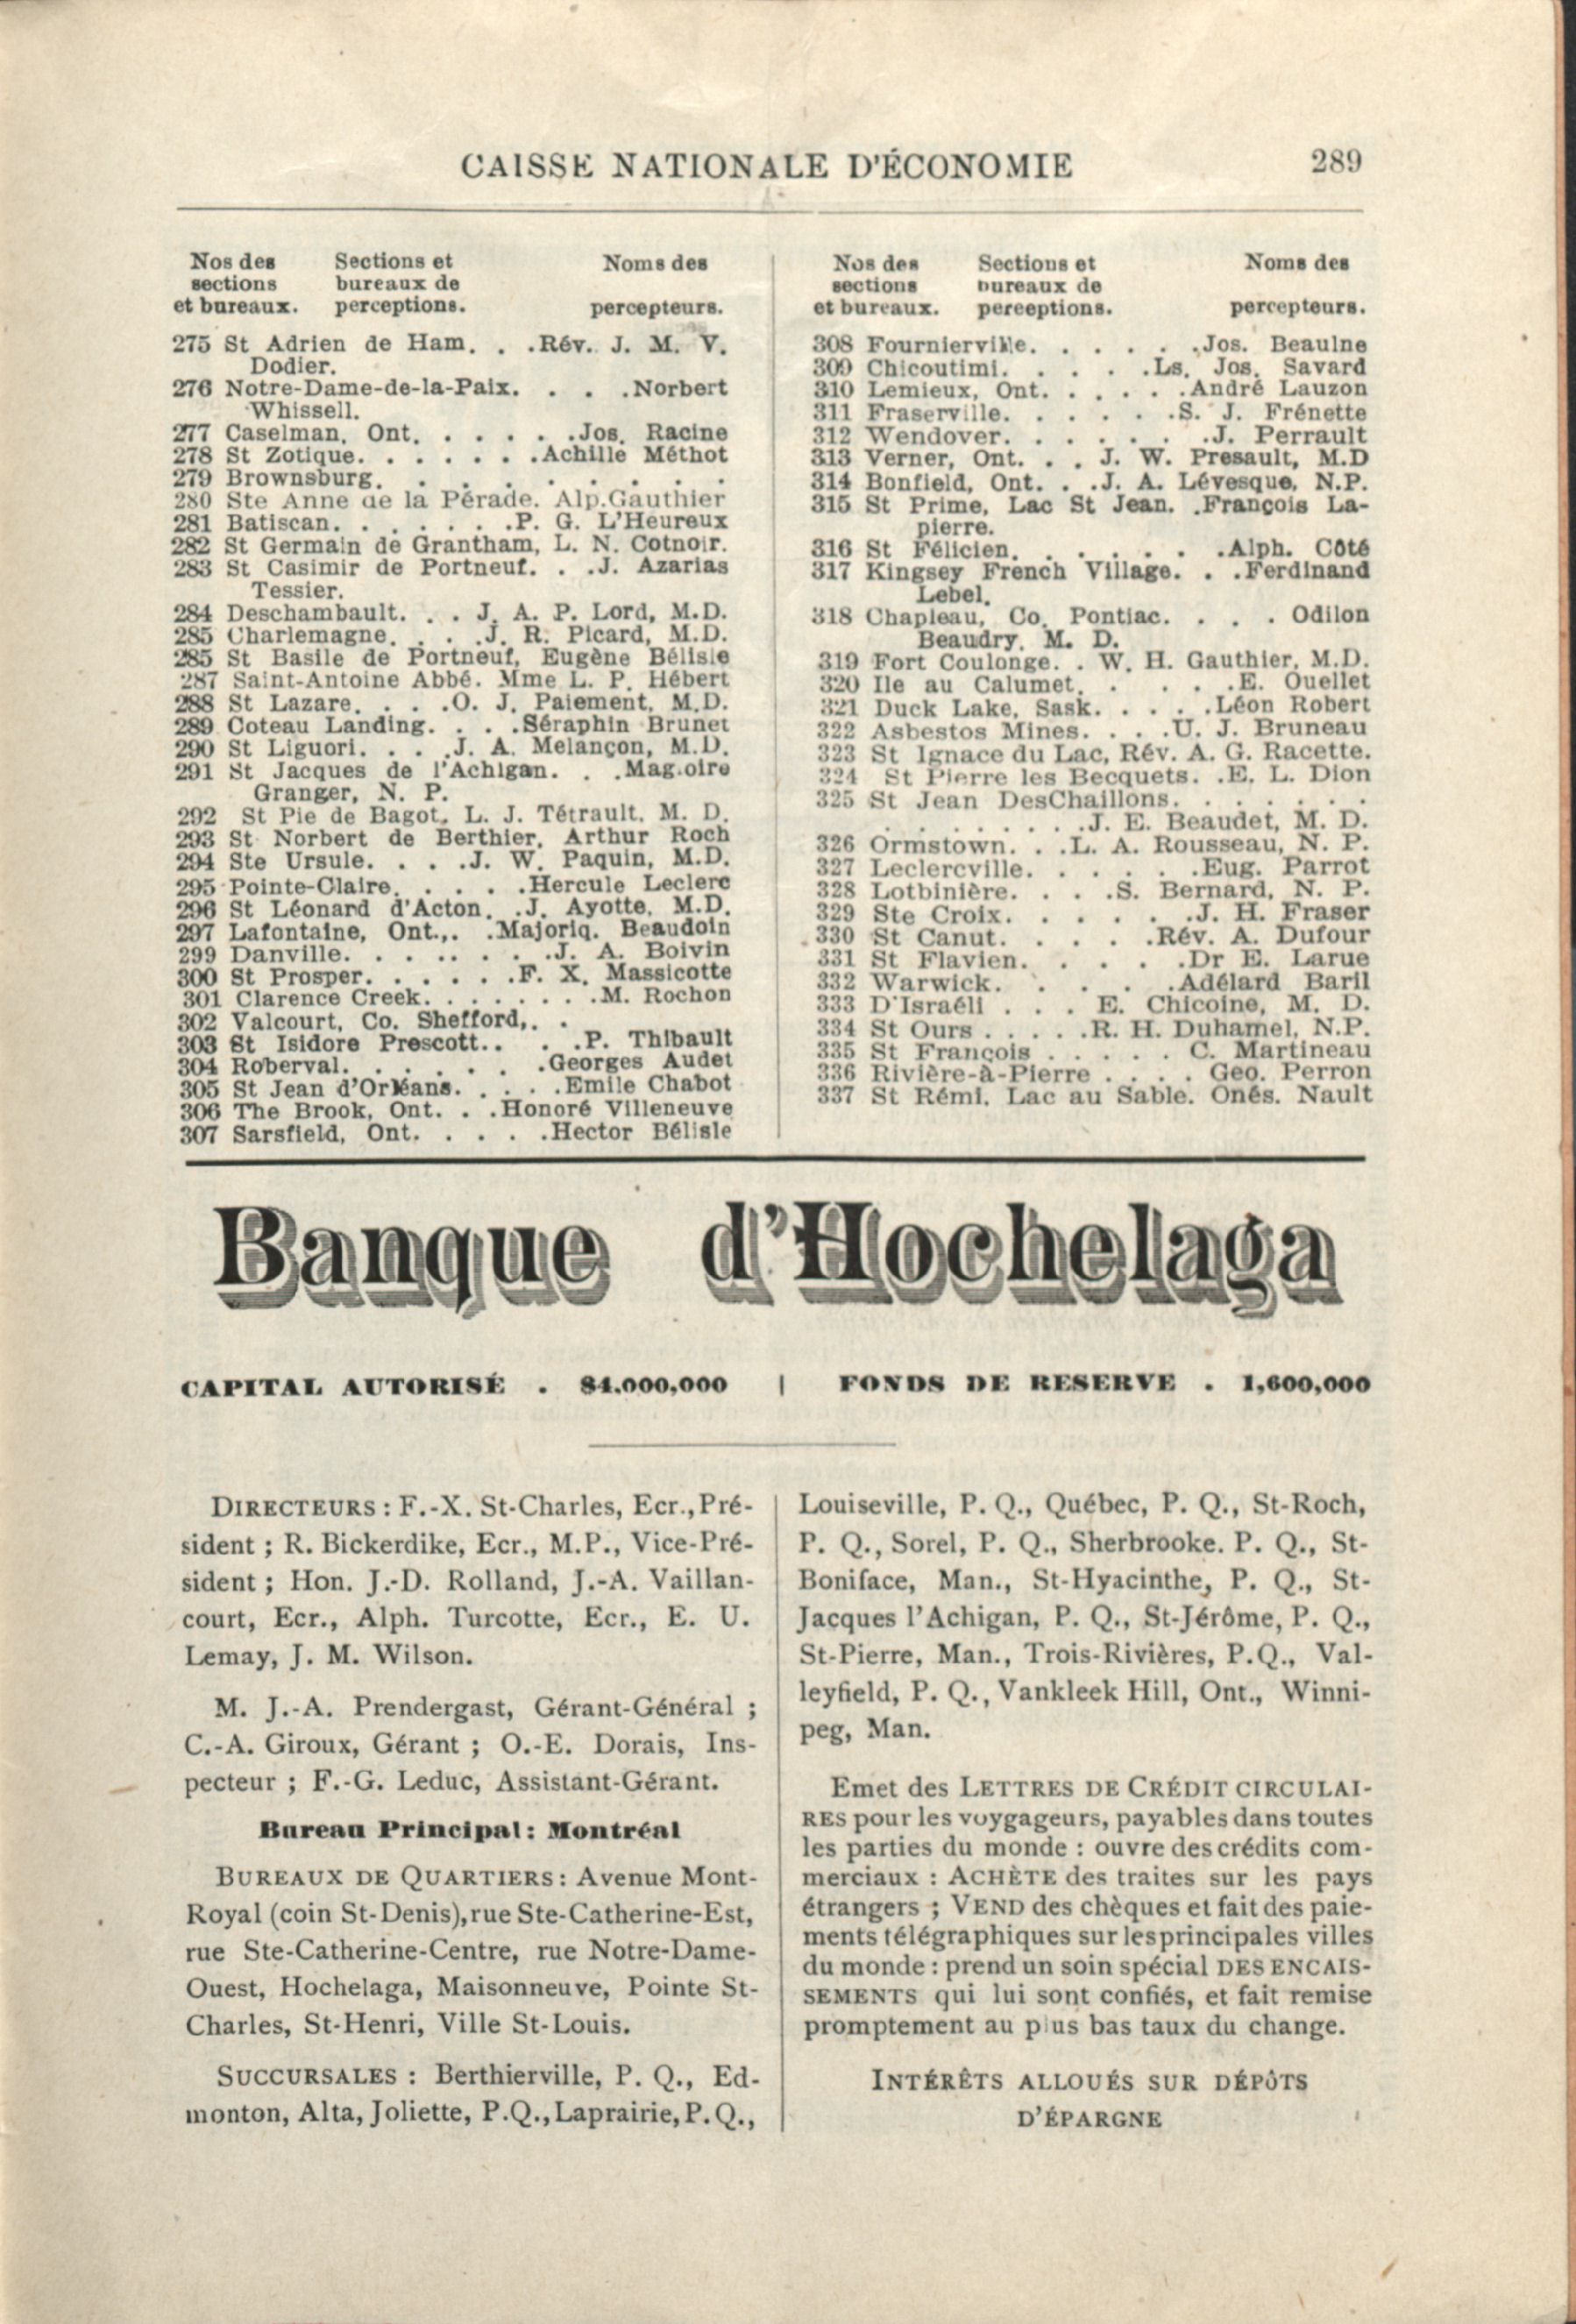 CAISSE NATIONALE D'ÉCONOMIE 289
Nos des Sections et Noms des
sections bureaux de
et bureaux. perceptions. percepteurs.
275 St Adrien de Ham. . .Rév. J. M. V.
Dodier.
276 Notre-Dame-de-la-Paix. . . .Norbert
Whissell.
277 Caselman, Ont. . . . . .Jos. Racine
278 St Zotique. . . . . . .Achille Méthot
279 Brownsburg. . . . . . . . .
280 Ste Anne de la Pérade. Alp.Gauthier
281 Batiscan. . . . . . .P. G. L'Heureux
282 St Germain de Grantham, L. N. Cotnoir.
283 St Casimir de Portneuf. . .J. Azarias
Tessier.
284 Deschambault. . . J. A. P. Lord, M.D.
285 Charlemagne. . . .J. R. Picard, M.D.
285 St Basile de Portneuf, Eugène Bélisle
287 Saint-Antoine Abbé. Mme L. P. Hébert
288 St Lazare. . . .O. J. Paiement, M.D.
289 Coteau Landing. . . .Séraphin Brunet
290 St Liguori. . . .J. A. Melançon, M.D.
291 St Jacques de l'Achigan. . .Mag.oire
Granger, N. P.
292 St Pie de Bagot, L. J. Tétrault. M. D.
293 St Norbert de Berthier, Arthur Roch
294 Ste Ursule. . . .J. W. Paquin, M.D.
295 Pointe-Claire. . . . .Hercule Leclerc
296 St Léonard d'Acton. .J. Ayotte, M.D.
297 Lafontaine, Ont.,. .Majoriq. Beaudoin
299 Danville. . . . . . . .J. A. Boivin
300 St Prosper. . . . . .F. X. Massicotte
301 Clarence Creek. . . . . . . .M. Rochon
302 Valcourt, Co. Shefford,. .
303 St Isidore Prescott.. . .P. Thibault
304 Roberval. . . . . . .Georges Audet
305 St Jean d'Orléans. . . . .Emile Chabot
306 The Brook, Ont. . .Honoré Villeneuve
307 Sarsfield, Ont. . . . .Hector Bélisle
Nos des Sections et Noms des
sections bureaux de
et bureaux. perceptions. percepteurs.
308 Fournierville. . . . . .Jos. Beaulne
309 Chicoutimi. . . . .Ls. Jos. Savard
310 Lemieux, Ont. . . . . .André Lauzon
311 Fraserville. . . . . .S. J. Frénette
312 Wendover. . . . . . .J. Perrault
313 Verner, Ont. . . J. W. Presault, M.D
314 Bonfield, Ont. . .J. A. Lévesque, N.P.
315 St Prime, Lac St Jean. .François La-
pierre.
316 St Félicien. . . . . . .Alph. Côté
317 Kingsey French Village. . .Ferdinand
Lebel.
318 Chapleau, Co. Pontiac. . . . Odilon
Beaudry, M. D.
319 Fort Coulonge. . W. H. Gauthier, M.D.
320 Ile au Calumet. . . . . .E. Ouellet
321 Duck Lake, Sask. . . . .Léon Robert
322 Asbestos Mines. . . .U. J. Bruneau
323 St Ignace du Lac, Rév. A. G. Racette.
324 St Pierre les Becquets. .E. L. Dion
325 St Jean DesChaillons. . . . . .
. . . . . . .J. E. Beaudet, M. D.
326 Ormstown. . .L. A. Rousseau, N. P.
327 Leclercville. . . . . .Eug. Parrot
328 Lotbinière. . . .S. Bernard, N. P.
329 Ste Croix. . . . . .J. H. Fraser
330 St Canut. . . . .Rév. A. Dufour
331 St Flavien. . . . . .Dr E. Larue
332 Warwick. . . . .Adélard Baril
333 D'Israéli . . . E. Chicoine, M. D.
334 St Ours . . . . .R. H. Duhamel, N.P.
335 St François . . . . . C. Martineau
336 Rivière-à-Pierre . . . . Geo. Perron
337 St Rémi. Lac au Sable. Onés. Nault
Banque d'Hochelaga
CAPITAL AUTORISÉ . $4.000,000 | FONDS DE RESERVE . 1,600,000
DIRECTEURS : F.-X. St-Charles, Ecr., Pré-
sident ; R. Bickerdike, Ecr., M.P., Vice-Pré-
sident ; Hon. J.-D. Rolland, J.-A. Vaillan-
court, Ecr., Alph. Turcotte, Ecr., E. U.
Lemay, J. M. Wilson.
M. J.-A. Prendergast, Gérant-Général ;
C.-A. Giroux, Gérant ; O.-E. Dorais, Ins-
pecteur ; F.-G. Leduc, Assistant-Gérant.
Bureau Principal : Montréal
BUREAUX DE QUARTIERS : Avenue Mont-
Royal (coin St-Denis), rue Ste-Catherine-Est,
rue Ste-Catherine-Centre, rue Notre-Dame-
Ouest, Hochelaga, Maisonneuve, Pointe St-
Charles, St-Henri, Ville St-Louis.
SUCCURSALES : Berthierville, P. Q., Ed-
monton, Alta, Joliette, P.Q., Laprairie, P.Q.,
Louiseville, P. Q., Québec, P. Q., St-Roch,
P. Q., Sorel, P. Q., Sherbrooke. P. Q., St-
Boniface, Man., St-Hyacinthe, P. Q., St-
Jacques l'Achigan, P. Q., St-Jérôme, P. Q.,
St-Pierre, Man., Trois-Rivières, P.Q., Val-
leyfield, P. Q., Vankleek Hill, Ont., Winni-
peg, Man.
Emet des LETTRES DE CRÉDIT CIRCULAI-
RES pour les voygageurs, payables dans toutes
les parties du monde : ouvre des crédits com-
merciaux : ACHÈTE des traites sur les pays
étrangers ; VEND des chèques et fait des paie-
ments télégraphiques sur lesprincipales villes
du monde : prend un soin spécial DES ENCAIS-
SEMENTS qui lui sont confiés, et fait remise
promptement au plus bas taux du change.
INTÉRÊTS ALLOUÉS SUR DÉPÔTS
D'ÉPARGNE